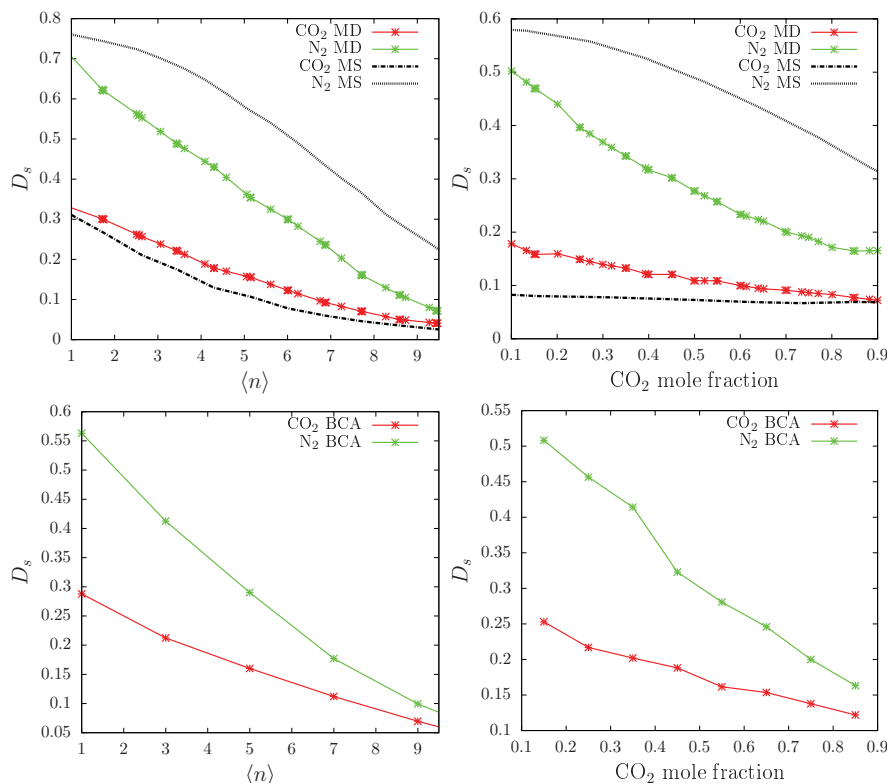 CO₂ MD
N₂ MD
CO₂ MS
N₂ MS
0.8
0.7
0.6
0.5
0.4
0.3
0.2
0.1
0
D_s
1 2 3 4 5 6 7 8 9
⟨n⟩
CO₂ MD
N₂ MD
CO₂ MS
N₂ MS
0.6
0.5
0.4
0.3
0.2
0.1
0
D_s
0.1 0.2 0.3 0.4 0.5 0.6 0.7 0.8 0.9
CO₂ mole fraction
CO₂ BCA
N₂ BCA
0.6
0.55
0.5
0.45
0.4
0.35
0.3
0.25
0.2
0.15
0.1
0.05
D_s
1 2 3 4 5 6 7 8 9
⟨n⟩
CO₂ BCA
N₂ BCA
0.55
0.5
0.45
0.4
0.35
0.3
0.25
0.2
0.15
0.1
D_s
0.1 0.2 0.3 0.4 0.5 0.6 0.7 0.8 0.9
CO₂ mole fraction